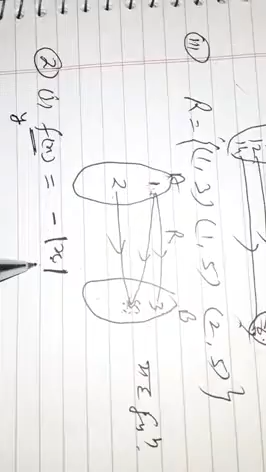 iii)
R = {(1, 3) (1, 5) (2, 5)}
A R B
1 3
2 5
② (i) f(x) = - |x|
y